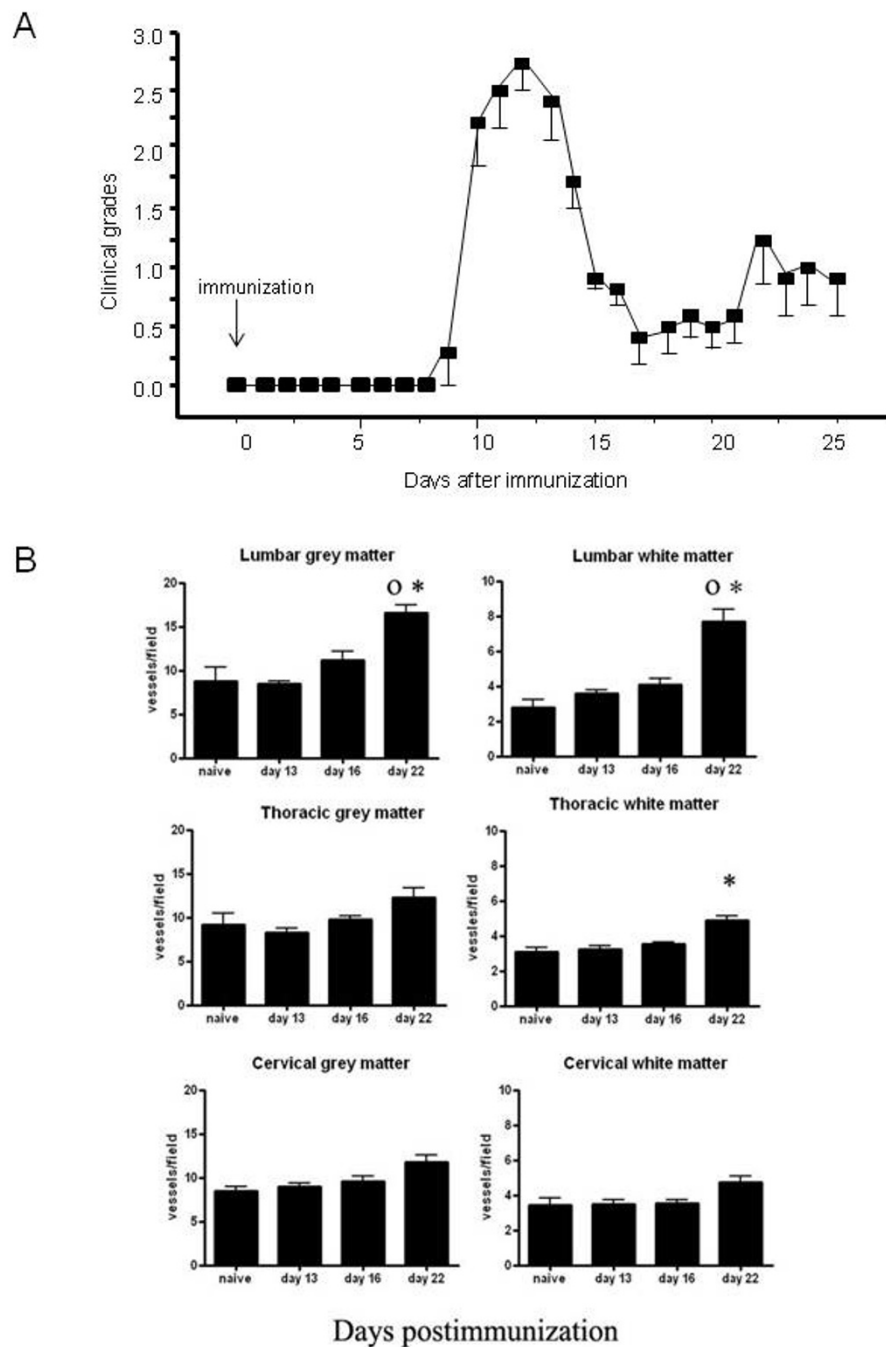 A
3.0
2.5
2.0
1.5
1.0
0.5
0.0
Clinical grades
immunization
0 5 10 15 20 25
Days after immunization
B
Lumbar grey matter
20
15
10
5
0
vessels/field
O *
naive day 13 day 16 day 22
Lumbar white matter
10
8
6
4
2
0
O *
naive day 13 day 16 day 22
Thoracic grey matter
20
15
10
5
0
vessels/field
naive day 13 day 16 day 22
Thoracic white matter
10
8
6
4
2
0
vessles/field
*
naive day 13 day 16 day 22
Cervical grey matter
20
15
10
5
0
vessels/field
naive day 13 day 16 day 22
Cervical white matter
10
8
6
4
2
0
vessels/field
naive day 13 day 16 day 22
Days postimmunization